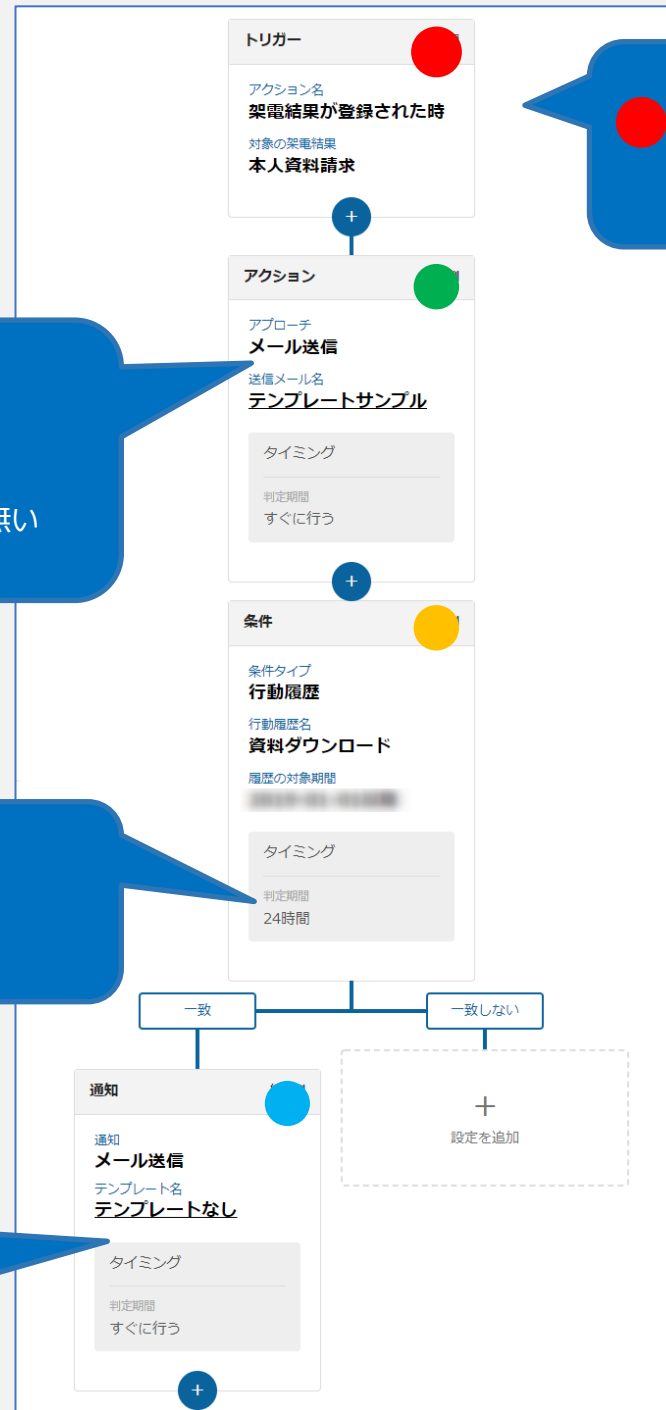 トリガー
アクション名
架電結果が登録された時
対象の架電結果
本人資料請求
+
アクション
アプローチ
メール送信
送信メール名
テンプレートサンプル
タイミング
判定期間
すぐに行う
無い
+
条件
条件タイプ
行動履歴
行動履歴名
資料ダウンロード
履歴の対象期間
タイミング
判定期間
24時間
一致
一致しない
通知
通知
メール送信
テンプレート名
テンプレートなし
タイミング
判定期間
すぐに行う
+
+
設定を追加